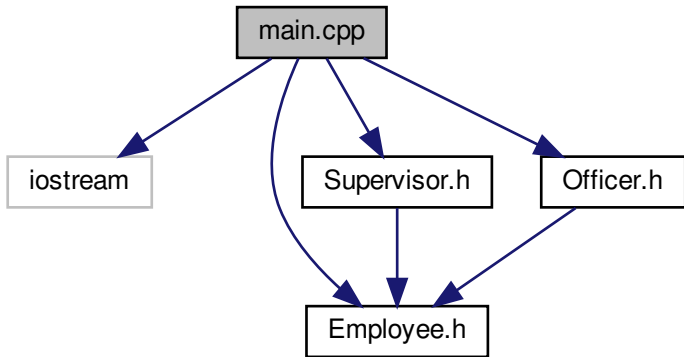 main.cpp
iostream
Supervisor.h
Officer.h
Employee.h